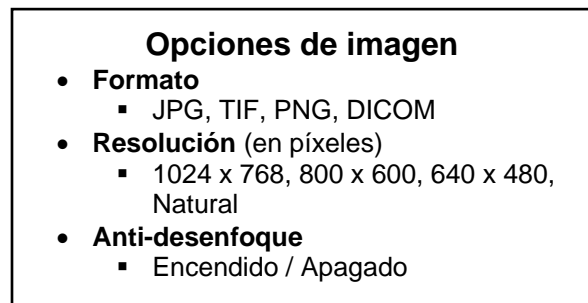 Opciones de imagen
• Formato
▪ JPG, TIF, PNG, DICOM
• Resolución (en píxeles)
▪ 1024 x 768, 800 x 600, 640 x 480,
Natural
• Anti-desenfoque
▪ Encendido / Apagado